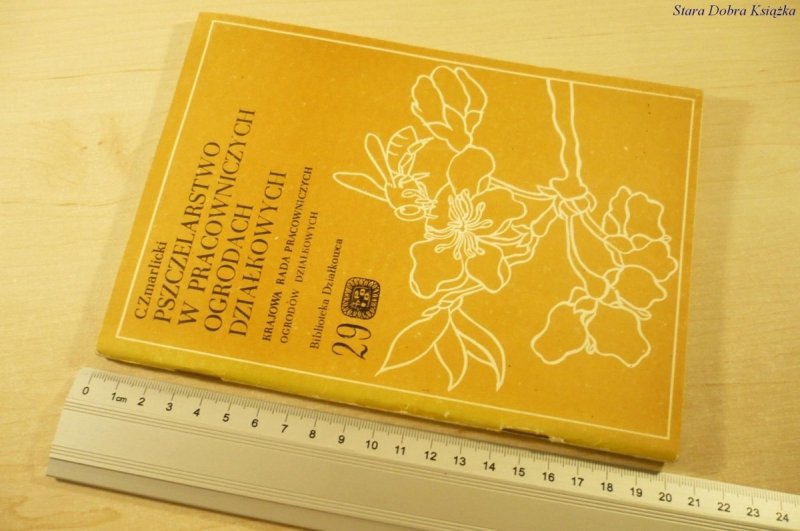 Stara Dobra Książka
C. Zmarlicki
PSZCZELARSTWO
W PRACOWNICZYCH
OGRODACH
DZIAŁKOWYCH
KRAJOWA RADA PRACOWNICZYCH
OGRODÓW DZIAŁKOWYCH
Biblioteka Działkowca
29
0 1cm 2 3 4 5 6 7 8 9 10 11 12 13 14 15 16 17 18 19 20 21 22 23 24